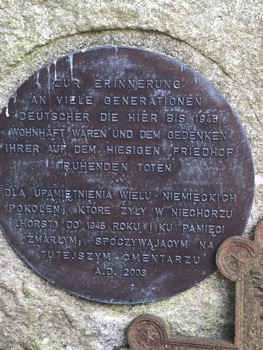 ZUR ERINNERUNG
AN VIELE GENERATIONEN
DEUTSCHER DIE HIER BIS 1945
WOHNHAFT WAREN UND DEM GEDENKEN
IHRER AUF DEM HIESIGEN FRIEDHOF
RUHENDEN TOTEN
DLA UPAMIĘTNIENIA WIELU NIEMIECKICH
POKOLEŃ, KTÓRE ŻYŁY W NIECHORZU
(HORST) DO 1945 ROKU I KU PAMIĘCI
ZMARŁYM, SPOCZYWAJĄCYM NA
TUTEJSZYM CMENTARZU
A.D. 2003